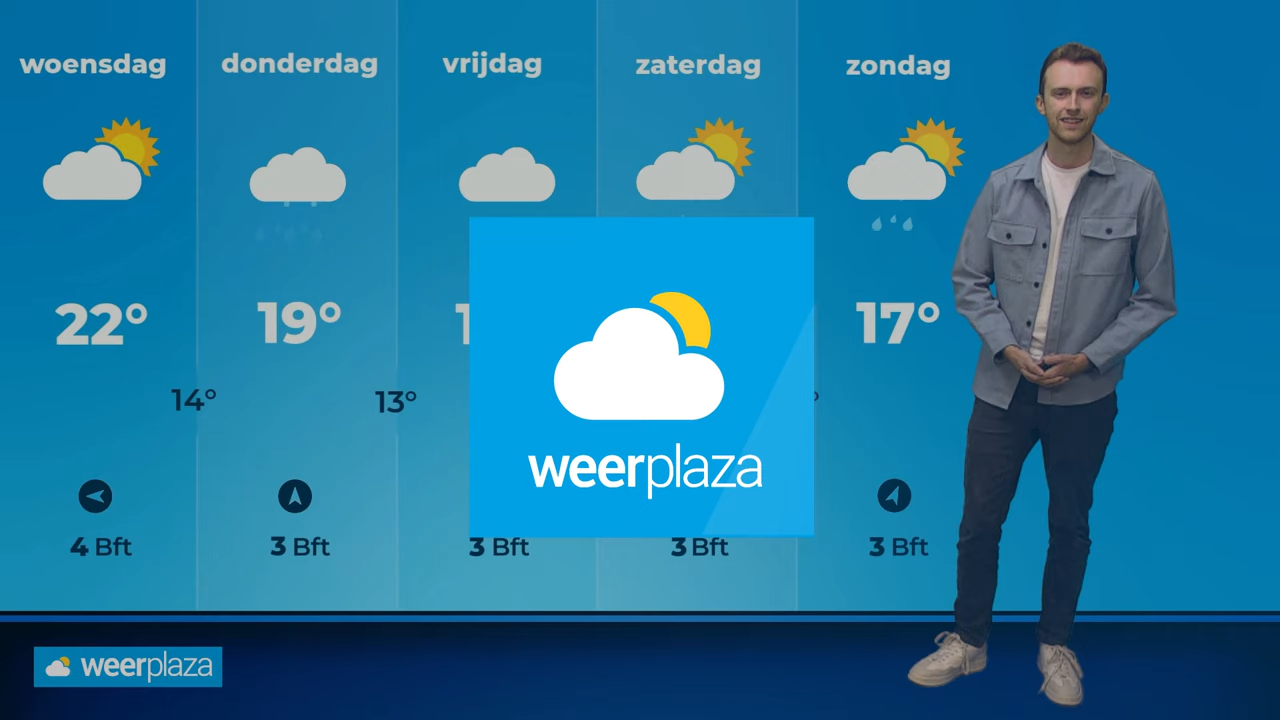 woensdag donderdag vrijdag zaterdag zondag
22° 19° 1 17°
14° 13° °
weerplaza
4 Bft 3 Bft 3 Bft 3 Bft 3 Bft
weerplaza